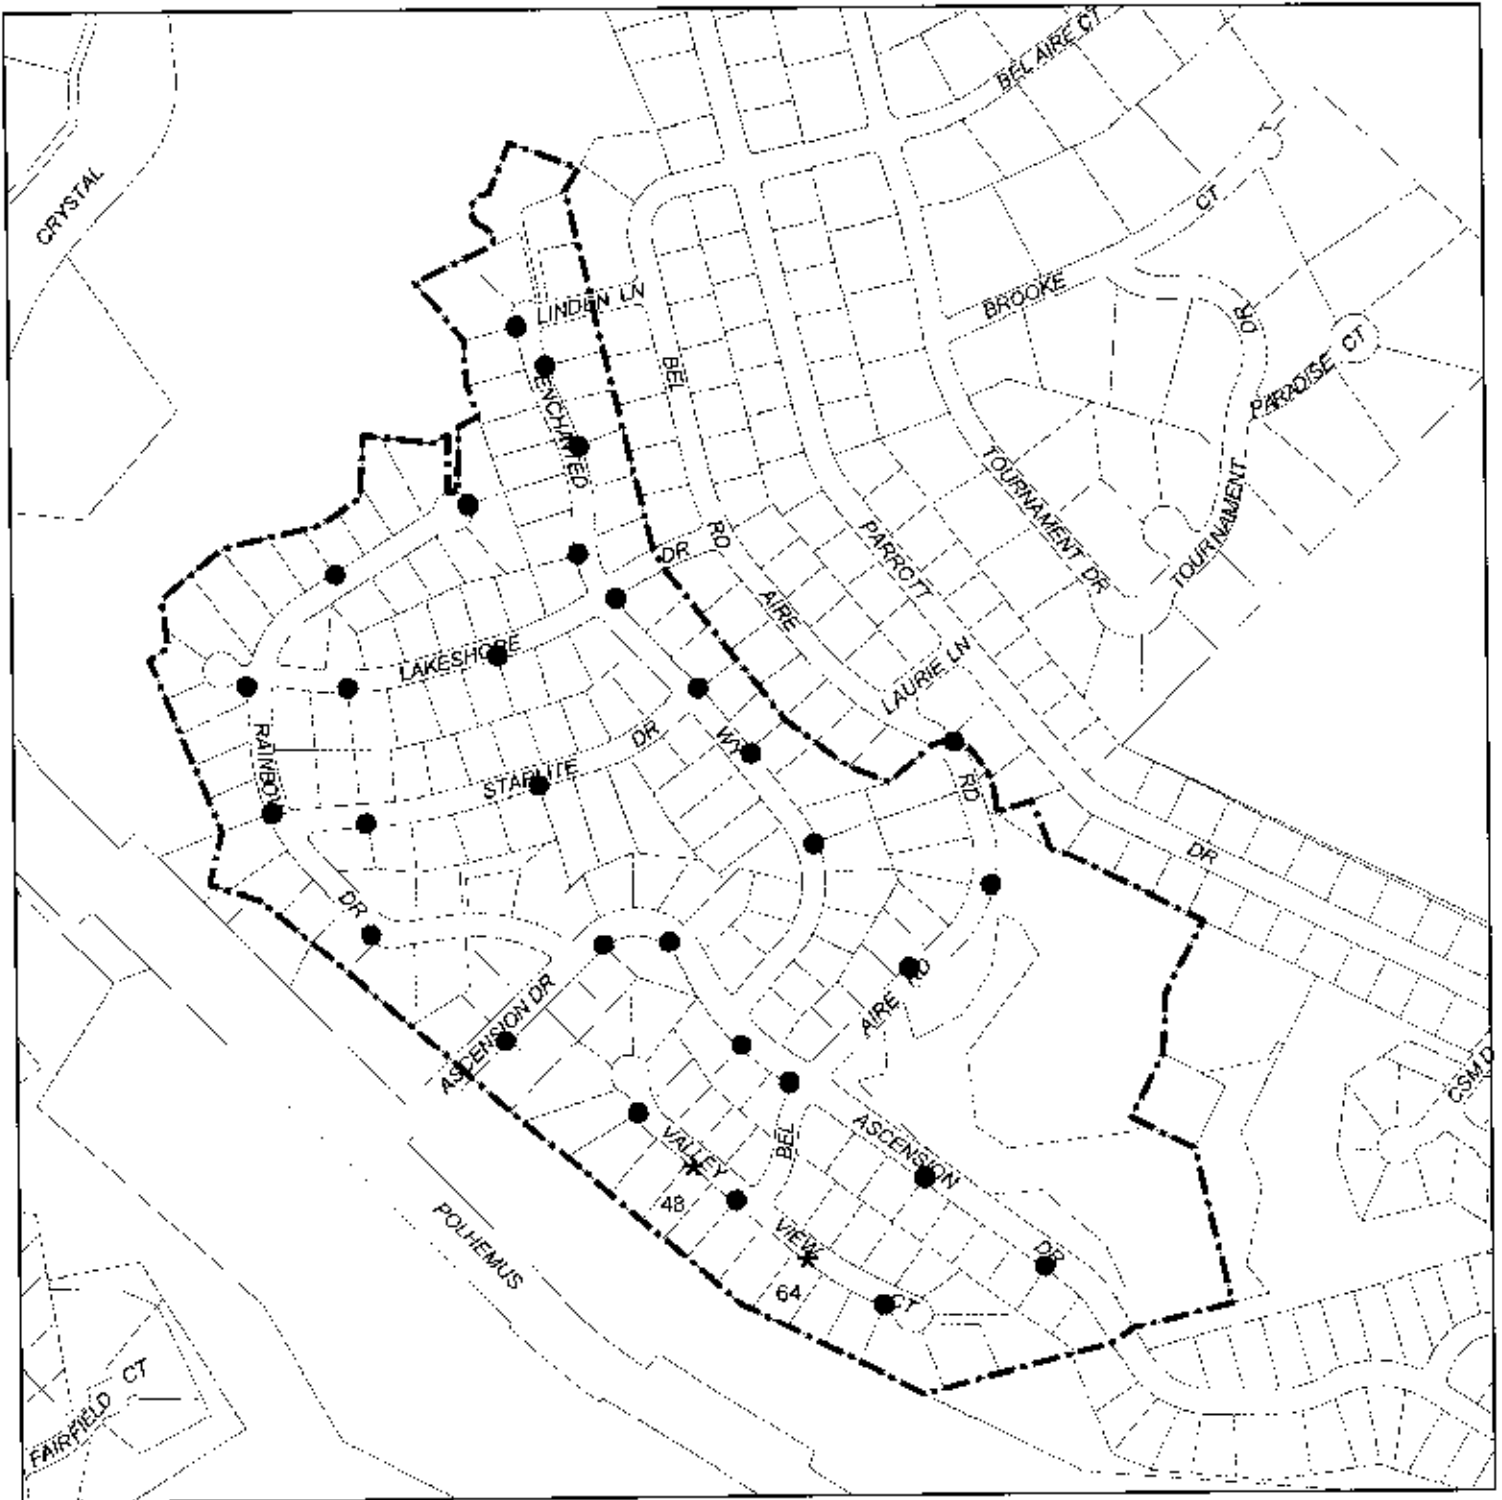 BEL AIRE CT
CRYSTAL
CT
BROOKE
LINDEN LN
DR
PARADISE CT
BEL
ENCHANTED
TOURNAMENT DR
TOURNAMENT
RD
PARROTT
DR
AIRE
LAKESHORE
LAURIE LN
RAINBOW
DR
WY
STARLITE
RD
DR
DR
AIRE RD
ASCENSION DR
CSM D
VALLEY
BEL
ASCENSION
48
VIEW
DR
POLHEMUS
64
CT
FAIRFIELD CT